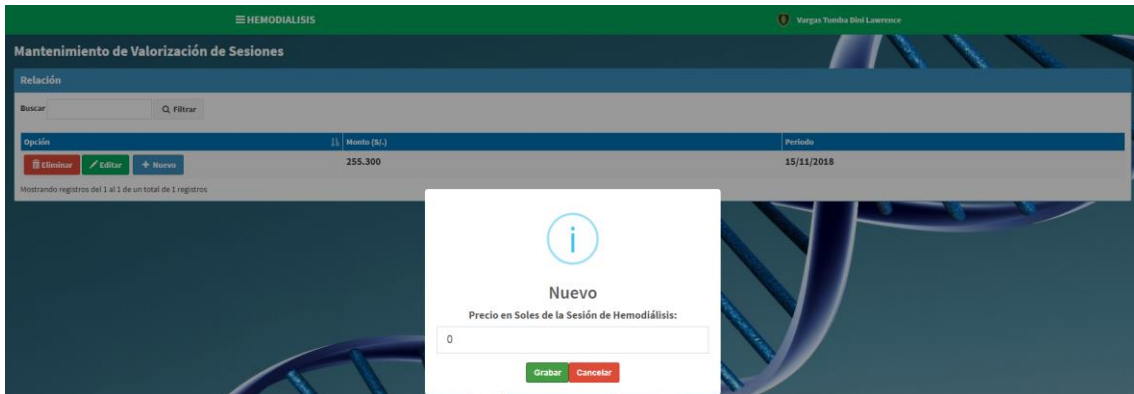 HEMODIALISIS
Vargas Tumba Dini Lawrence
Mantenimiento de Valorización de Sesiones
Relación
Buscar
Filtrar
Opción Monto (S/.) Periodo
Eliminar Editar Nuevo 255.300 15/11/2018
Mostrando registros del 1 al 1 de un total de 1 registros
Nuevo
Precio en Soles de la Sesión de Hemodiálisis:
0
Grabar Cancelar